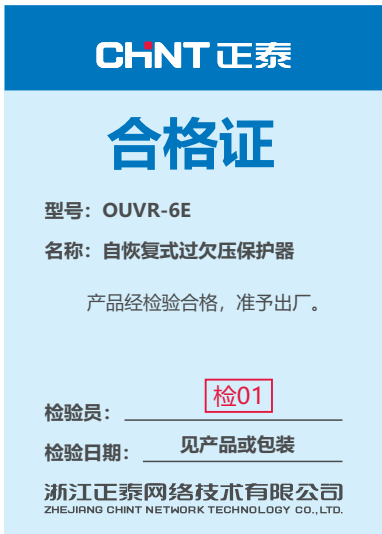 CHNT 正泰
合格证
型号：OUVR-6E
名称：自恢复式过欠压保护器
产品经检验合格，准予出厂。
检01
检验员：
见产品或包装
检验日期：
浙江正泰网络技术有限公司
ZHEJIANG CHINT NETWORK TECHNOLOGY CO.,LTD.